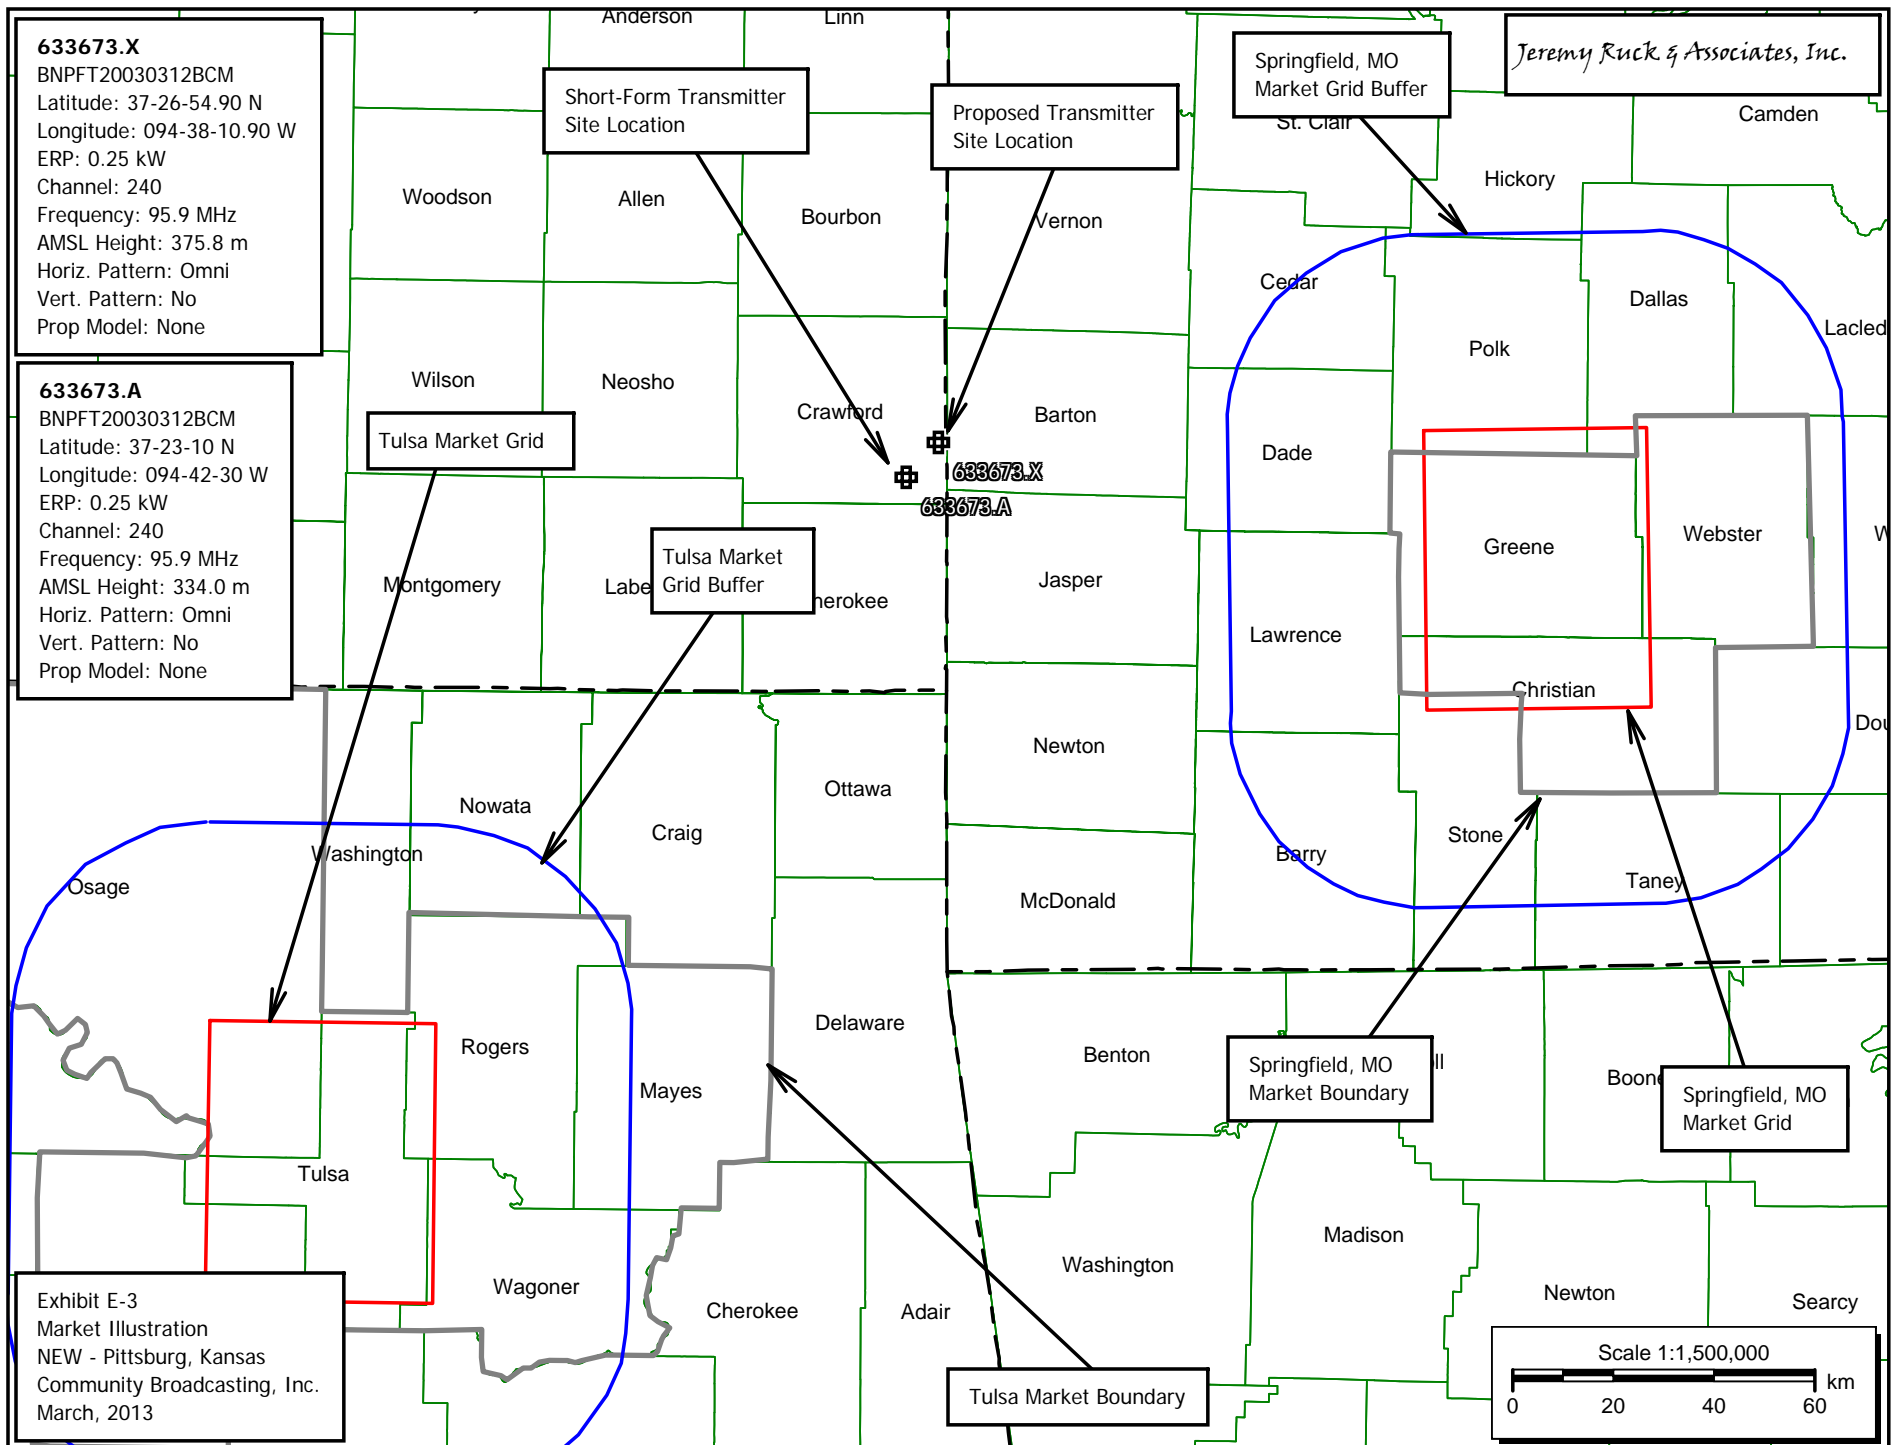 Anderson
Linn
633673.X
BNPFT20030312BCM
Latitude: 37-26-54.90 N
Longitude: 094-38-10.90 W
ERP: 0.25 kW
Channel: 240
Frequency: 95.9 MHz
AMSL Height: 375.8 m
Horiz. Pattern: Omni
Vert. Pattern: No
Prop Model: None
Short-Form Transmitter
Site Location
Proposed Transmitter
Site Location
Springfield, MO
Market Grid Buffer
Jeremy Ruck & Associates, Inc.
St. Clair
Camden
Woodson
Allen
Bourbon
Vernon
Hickory
Cedar
Dallas
Lacled
Polk
633673.A
BNPFT20030312BCM
Latitude: 37-23-10 N
Longitude: 094-42-30 W
ERP: 0.25 kW
Channel: 240
Frequency: 95.9 MHz
AMSL Height: 334.0 m
Horiz. Pattern: Omni
Vert. Pattern: No
Prop Model: None
Wilson
Neosho
Crawford
Barton
Tulsa Market Grid
Dade
633673.X
633673.A
Greene
Webster
W
Tulsa Market
Grid Buffer
Montgomery
Labe
herokee
Jasper
Lawrence
Christian
Dou
Newton
Ottawa
Nowata
Craig
Washington
Osage
Stone
Barry
Taney
McDonald
Delaware
Rogers
Mayes
Benton
Springfield, MO
Market Boundary
ll
Boone
Springfield, MO
Market Grid
Tulsa
Madison
Washington
Wagoner
Cherokee
Adair
Newton
Searcy
Exhibit E-3
Market Illustration
NEW - Pittsburg, Kansas
Community Broadcasting, Inc.
March, 2013
Tulsa Market Boundary
Scale 1:1,500,000
km
0 20 40 60